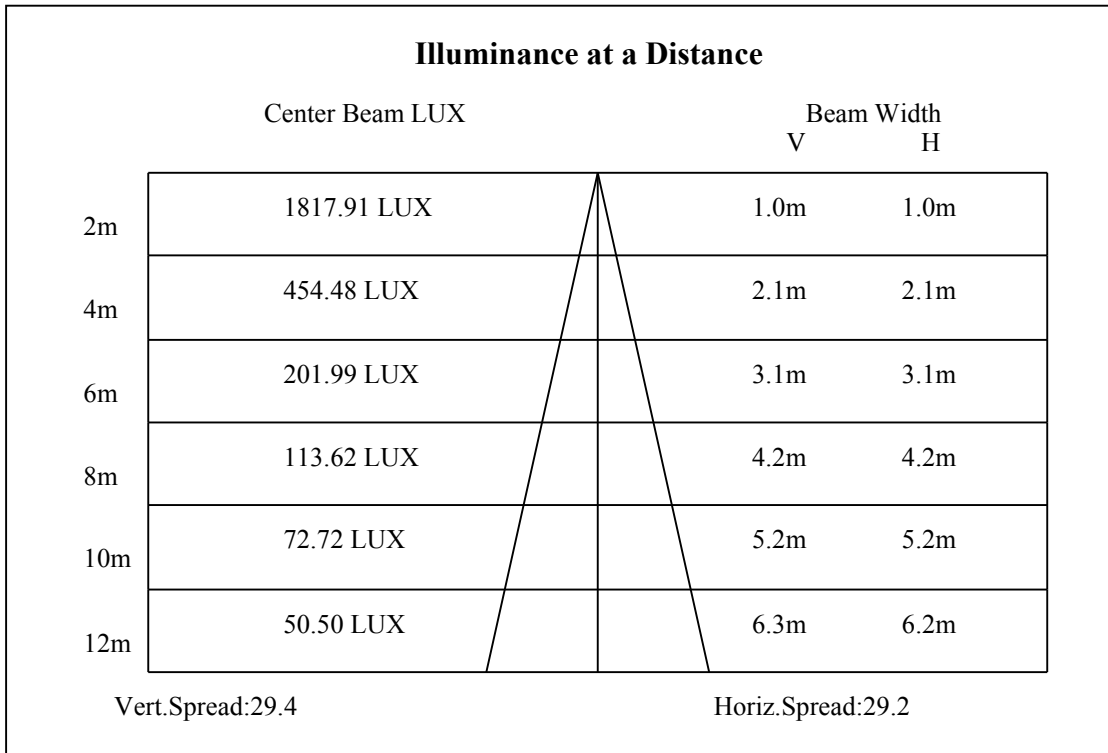 Illuminance at a Distance
Center Beam LUX Beam Width
V H
2m 1817.91 LUX 1.0m 1.0m
4m 454.48 LUX 2.1m 2.1m
6m 201.99 LUX 3.1m 3.1m
8m 113.62 LUX 4.2m 4.2m
10m 72.72 LUX 5.2m 5.2m
12m 50.50 LUX 6.3m 6.2m
Vert.Spread:29.4 Horiz.Spread:29.2